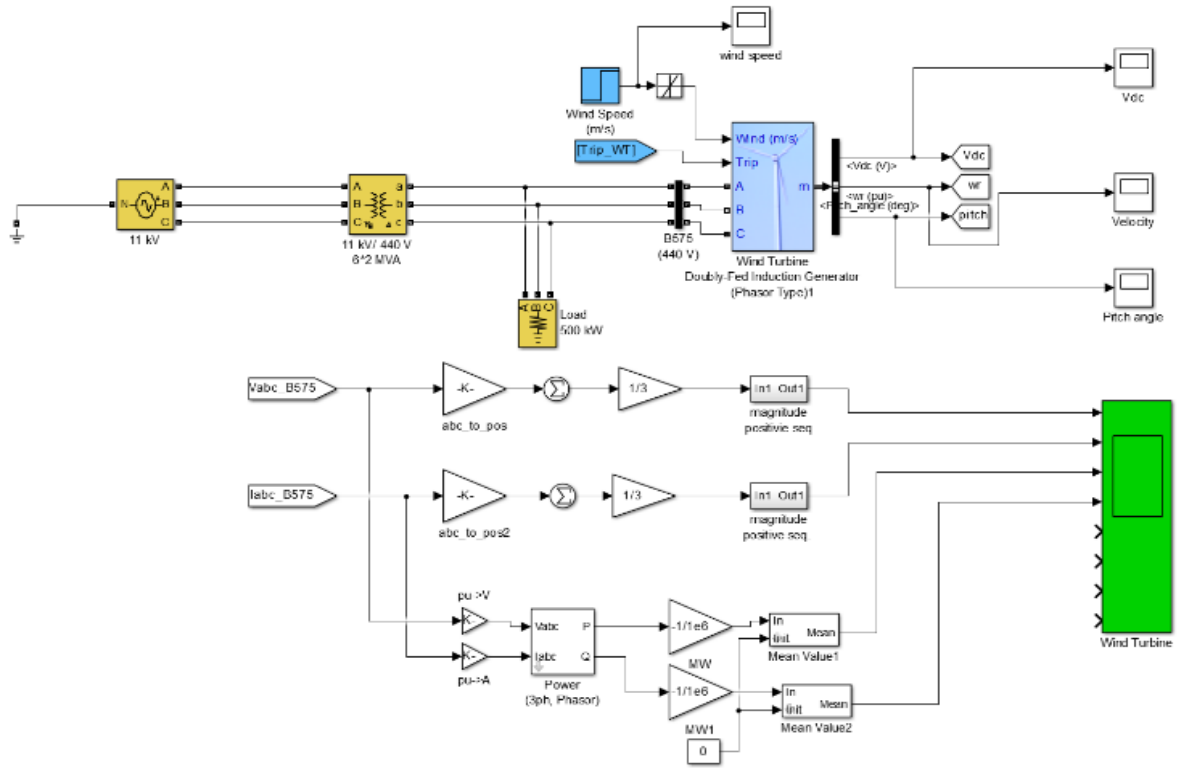 wind speed
Vdc
Wind Speed
(m/s)
[Trip_WT]
Wind (m/s)
Trip
A
B
C
m
<Vdc (V)>
<wr (pu)>
<Pitch_angle (deg)>
Vdc
wr
pitch
Velocity
Pitch angle
N
A
B
C
11 kV
A
B
C
a
b
c
11 kV/ 440 V
6*2 MVA
B575
(440 V)
Wind Turbine
Doubly-Fed Induction Generator
(Phasor Type)1
A
B
C
Load
500 kW
Vabc_B575
-K-
abc_to_pos
1/3
In1 Out1
magnitude
positivie seq
Iabc_B575
-K-
abc_to_pos2
1/3
In1 Out1
magnitude
positive seq.
Wind Turbine
pu->V
K-
K-
pu->A
Vabc
Iabc
P
Q
Power
(3ph, Phasor)
-1/1e6
MW
In
init
Mean
Mean Value1
-1/1e6
MW1
In
init
Mean
Mean Value2
0